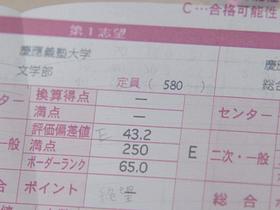 C…合格可能性
第1志望
慶應義塾大学
文学部
定員 ( 580 )
換算得点 —
満点 —
評価偏差値 E 43.2
満点 250
ボーダーランク 65.0
ポイント 絶望
センター
一般
総合
E
慶
総合
センター
二次・一般
総合